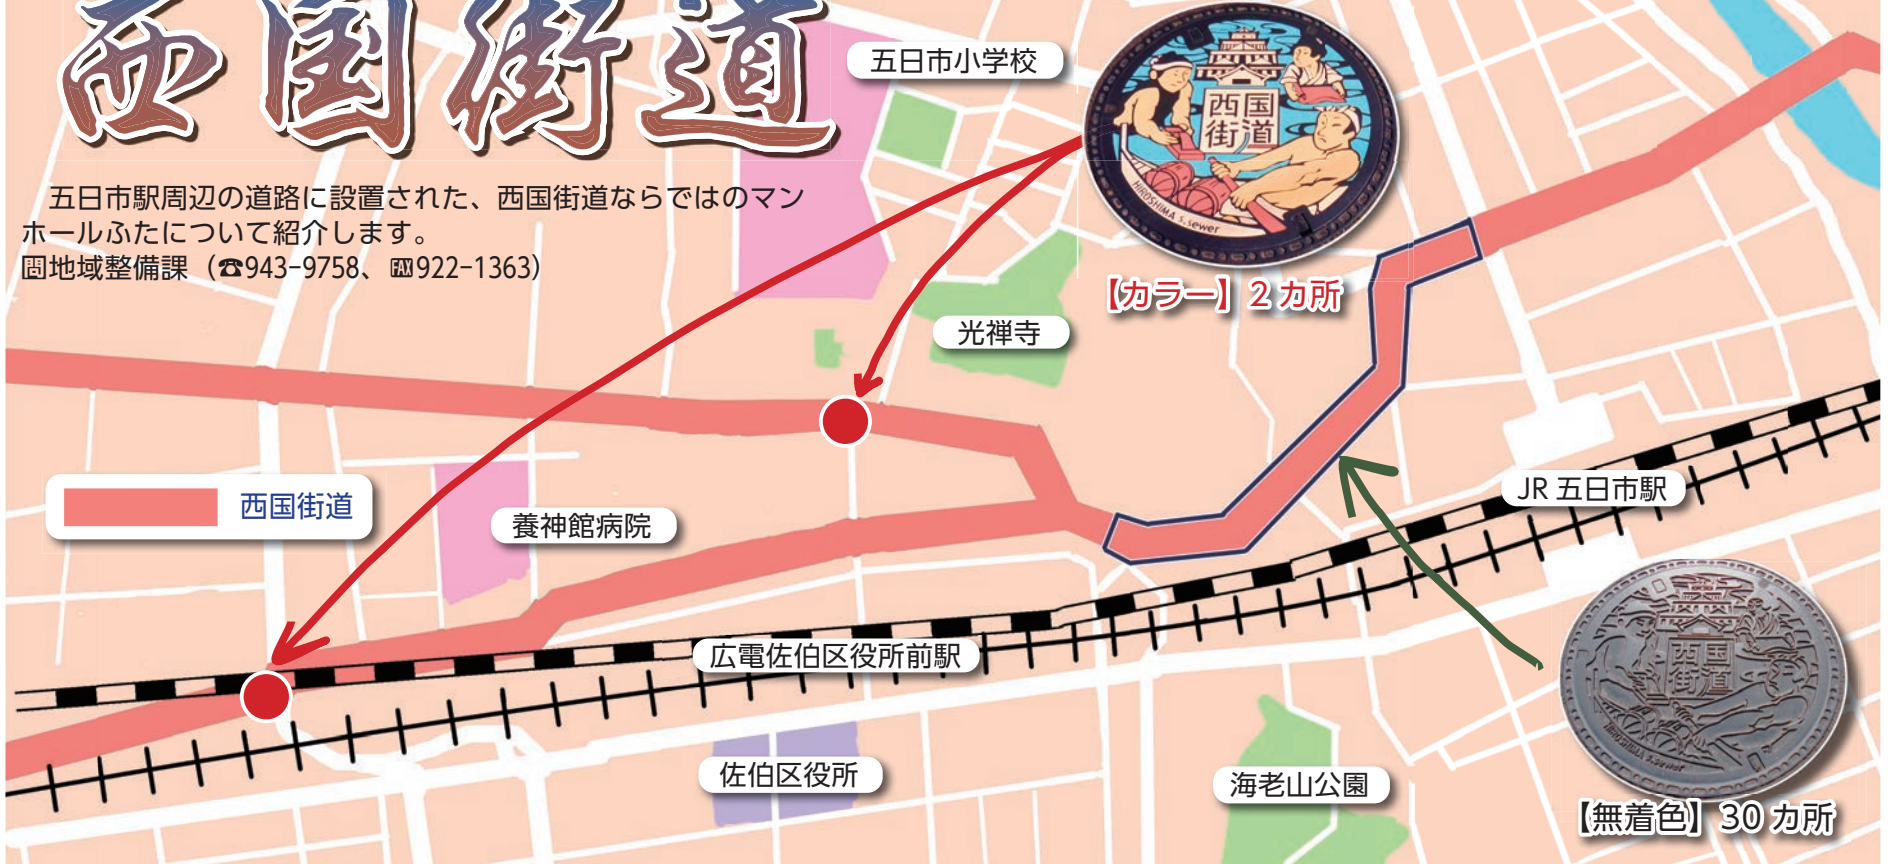 西国街道
五日市駅周辺の道路に設置された、西国街道ならではのマン
ホールふたについて紹介します。
問地域整備課（☎943-9758、FAX922-1363）
五日市小学校
西国
街道
HIROSHIMA S.Sewer
【カラー】2カ所
光禅寺
西国街道
養神館病院
JR 五日市駅
広電佐伯区役所前駅
佐伯区役所
海老山公園
西国
街道
HIROSHIMA S.Sewer
【無着色】30カ所